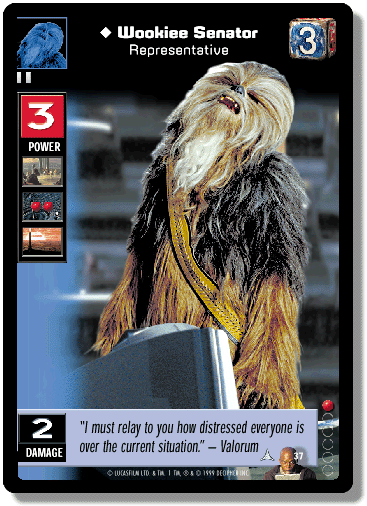 ◆ Wookiee Senator
Representative
3
3
POWER
2
DAMAGE
"I must relay to you how distressed everyone is
over the current situation." – Valorum
37
© LUCASFILM LTD. & TM. T TM, ® & © 1999 DECIPHER INC.